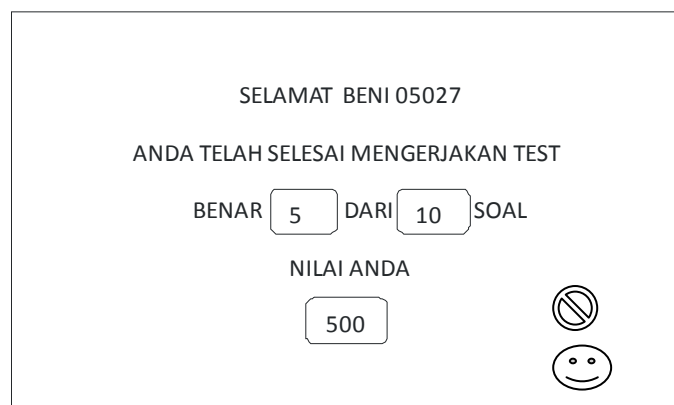 SELAMAT BENI 05027
ANDA TELAH SELESAI MENGERJAKAN TEST
BENAR 5 DARI 10 SOAL
NILAI ANDA
500